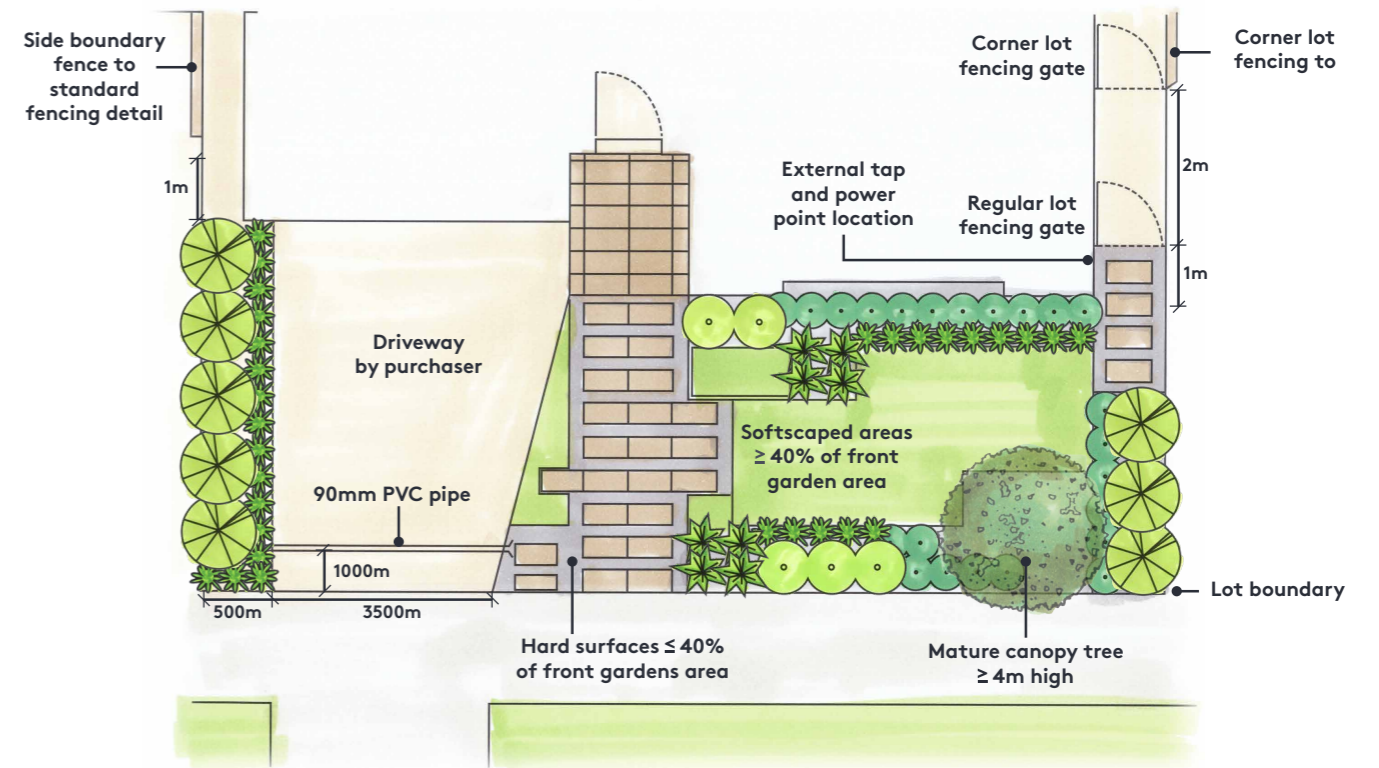 Side boundary
fence to
standard
fencing detail
Corner lot
fencing gate
Corner lot
fencing to
1m
2m
External tap
and power
point location
Regular lot
fencing gate
1m
Driveway
by purchaser
Softscaped areas
≥ 40% of front
garden area
90mm PVC pipe
1000m
500m
3500m
Lot boundary
Hard surfaces ≤ 40%
of front gardens area
Mature canopy tree
≥ 4m high